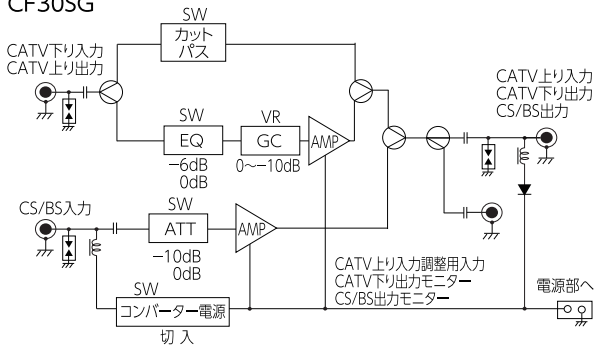 CF30SG
SW
カット
パス
CATV下り入力
CATV上り出力
CATV上り入力
CATV下り出力
CS/BS出力
SW
EQ
-6dB
0dB
VR
GC
0～-10dB
AMP
CS/BS入力
SW
ATT
-10dB
0dB
AMP
CATV上り入力調整用入力
CATV下り出力モニター
CS/BS出力モニター
電源部へ
SW
コンバーター電源
切 入